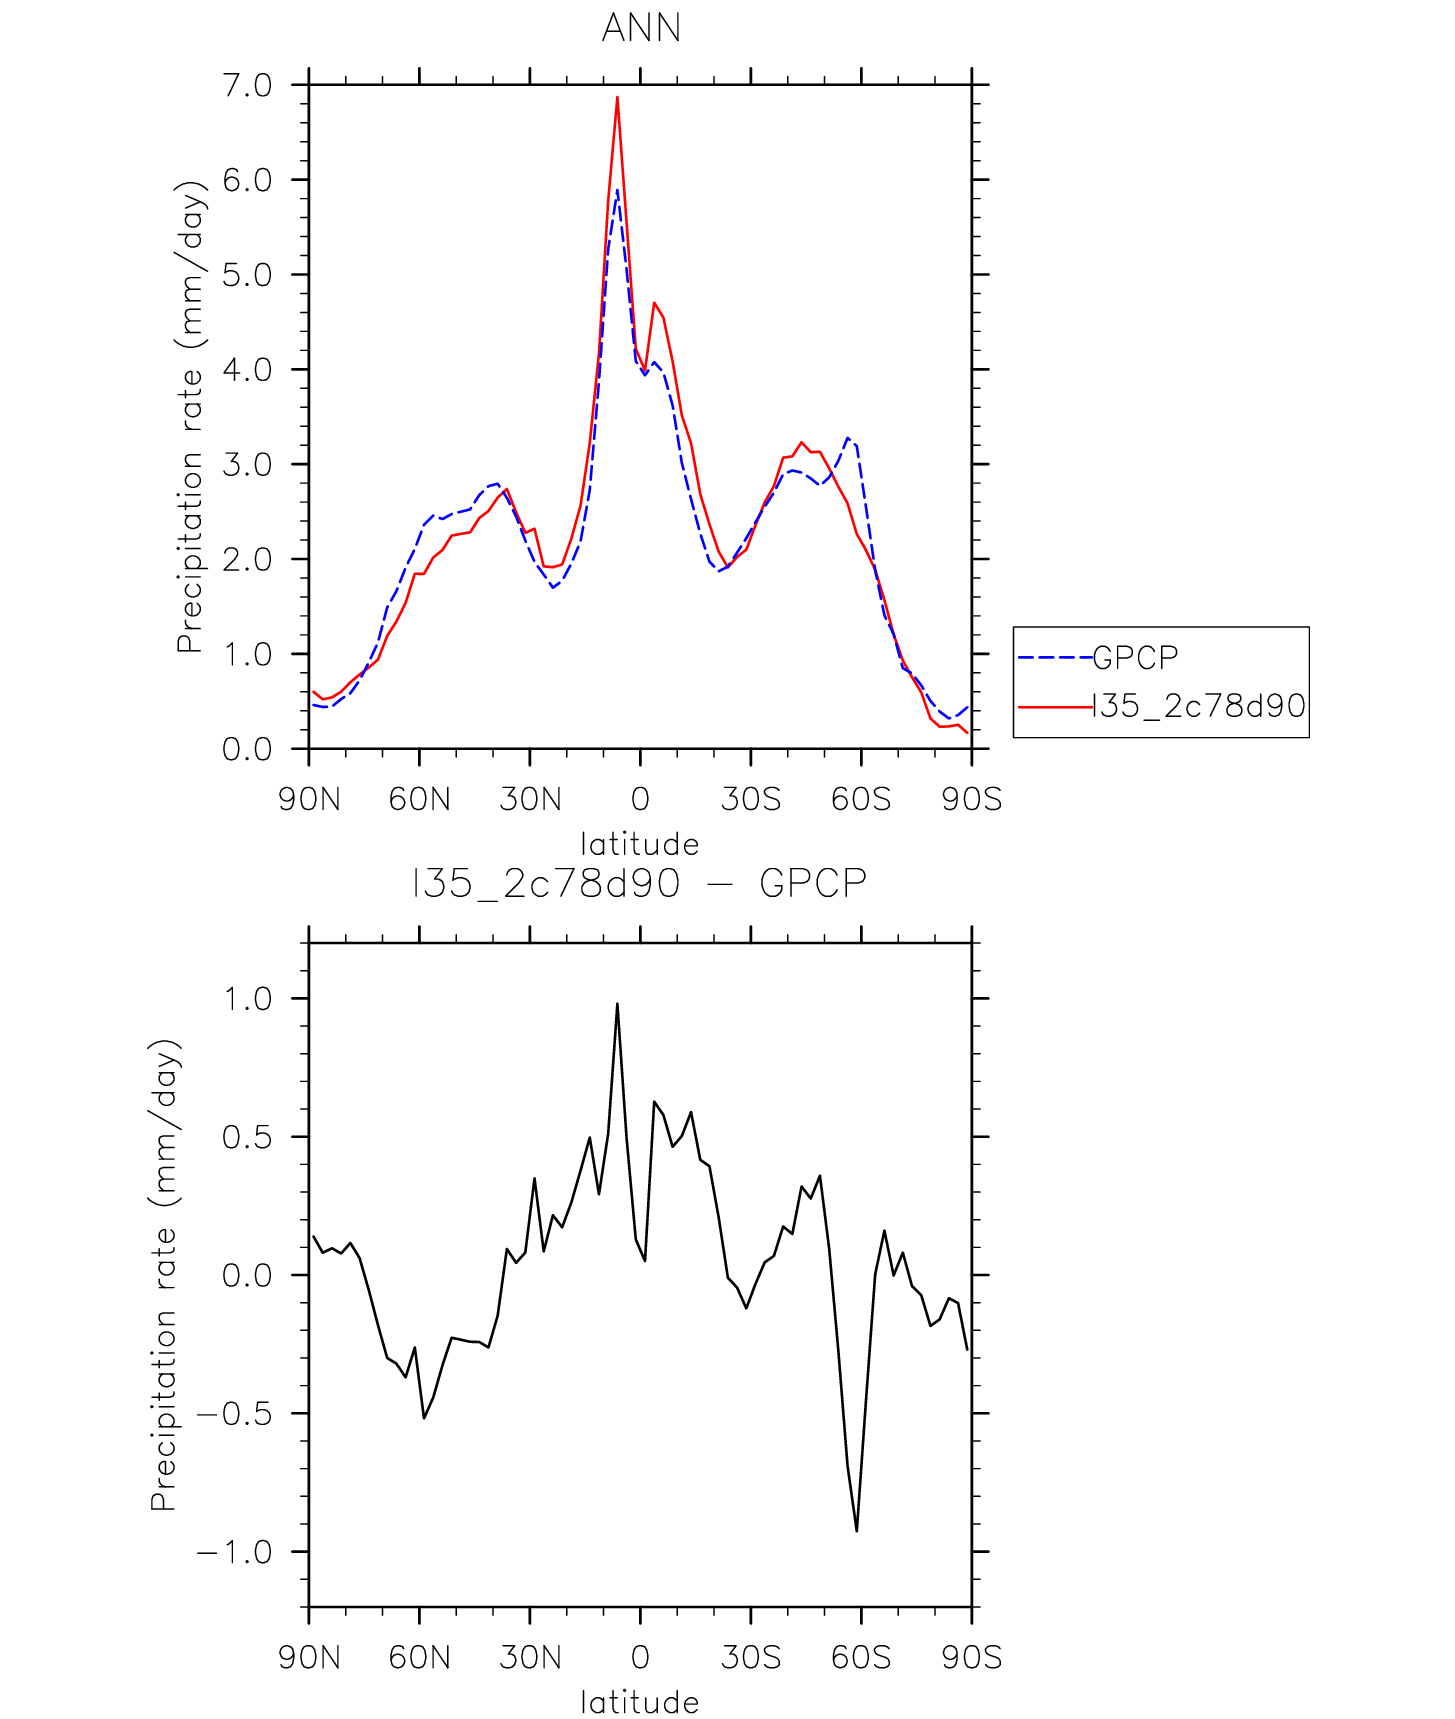 ANN
Precipitation rate (mm/day)
7.0
6.0
5.0
4.0
3.0
2.0
1.0
0.0
90N 60N 30N 0 30S 60S 90S
latitude
GPCP
I35_2c78d90
I35_2c78d90 - GPCP
Precipitation rate (mm/day)
1.0
0.5
0.0
-0.5
-1.0
90N 60N 30N 0 30S 60S 90S
latitude